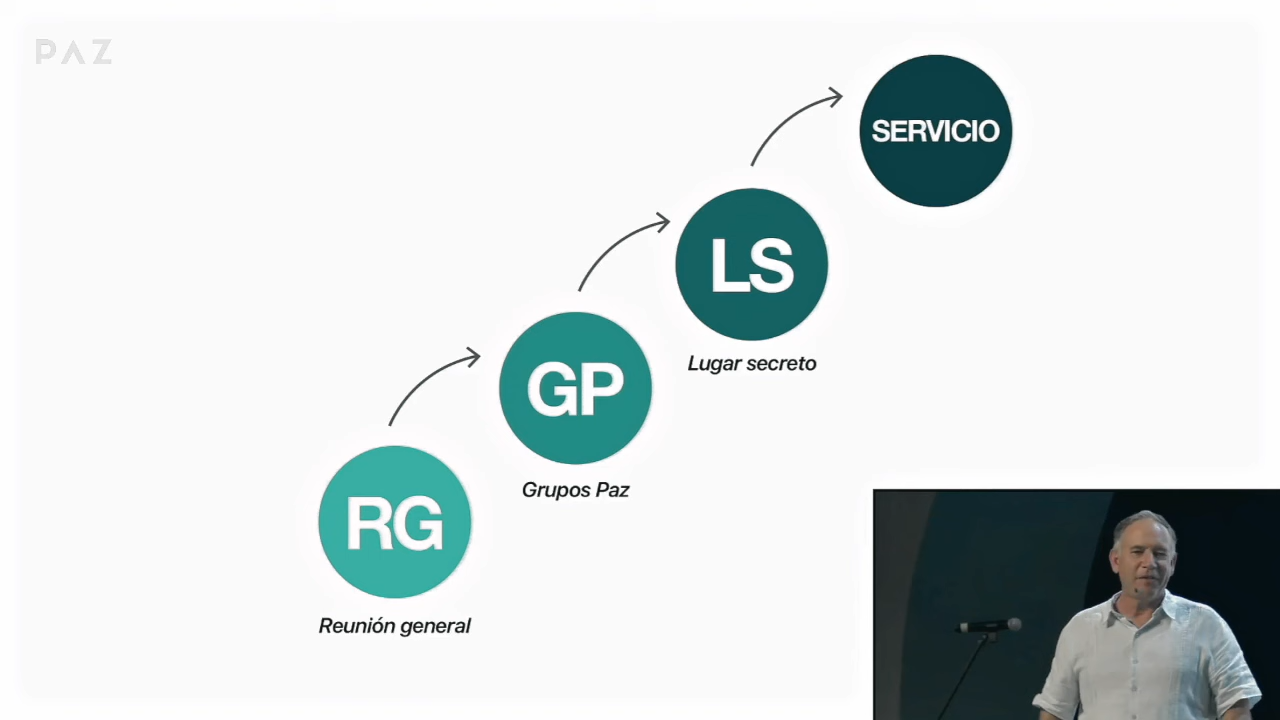 PAZ
SERVICIO
LS
Lugar secreto
GP
Grupos Paz
RG
Reunión general